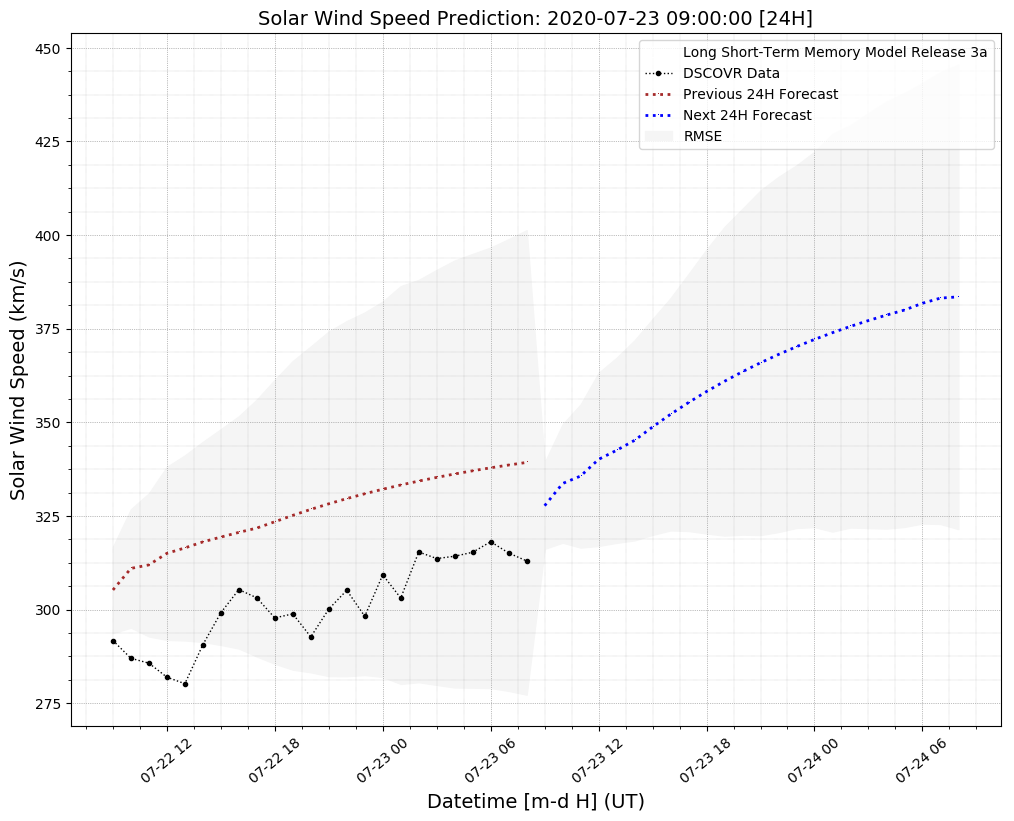 Solar Wind Speed Prediction: 2020-07-23 09:00:00 [24H]
Long Short-Term Memory Model Release 3a
DSCOVR Data
Previous 24H Forecast
Next 24H Forecast
RMSE
Solar Wind Speed (km/s)
450
425
400
375
350
325
300
275
07-22 12
07-22 18
07-23 00
07-23 06
07-23 12
07-23 18
07-24 00
07-24 06
Datetime [m-d H] (UT)